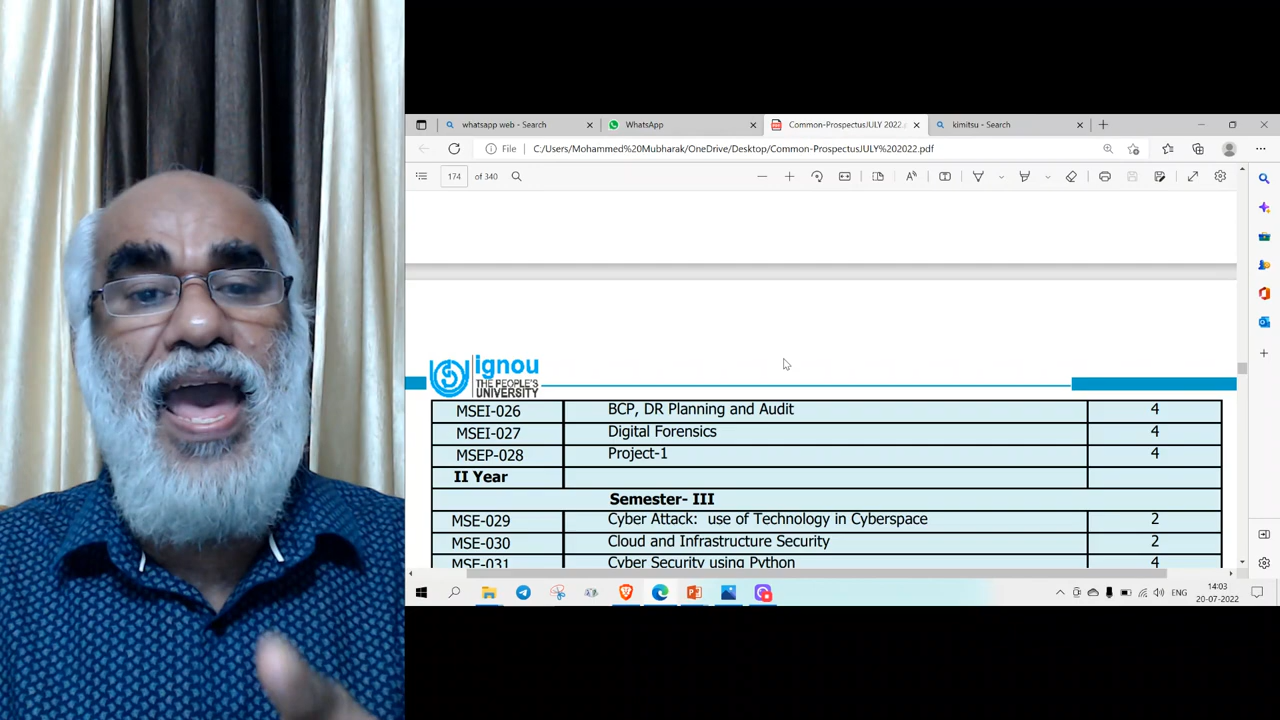 whatsapp web - Search
WhatsApp
Common-ProspectusJULY 2022.
kimitsu - Search
File
C:/Users/Mohammed%20Mubharak/OneDrive/Desktop/Common-ProspectusJULY%202022.pdf
174 of 340
ignou
THE PEOPLE'S
UNIVERSITY
MSEI-026 BCP, DR Planning and Audit 4
MSEI-027 Digital Forensics 4
MSEP-028 Project-1 4
II Year
Semester- III
MSE-029 Cyber Attack: use of Technology in Cyberspace 2
MSE-030 Cloud and Infrastructure Security 2
MSE-031 Cyber Security using Python 4
ENG
14:03
20-07-2022